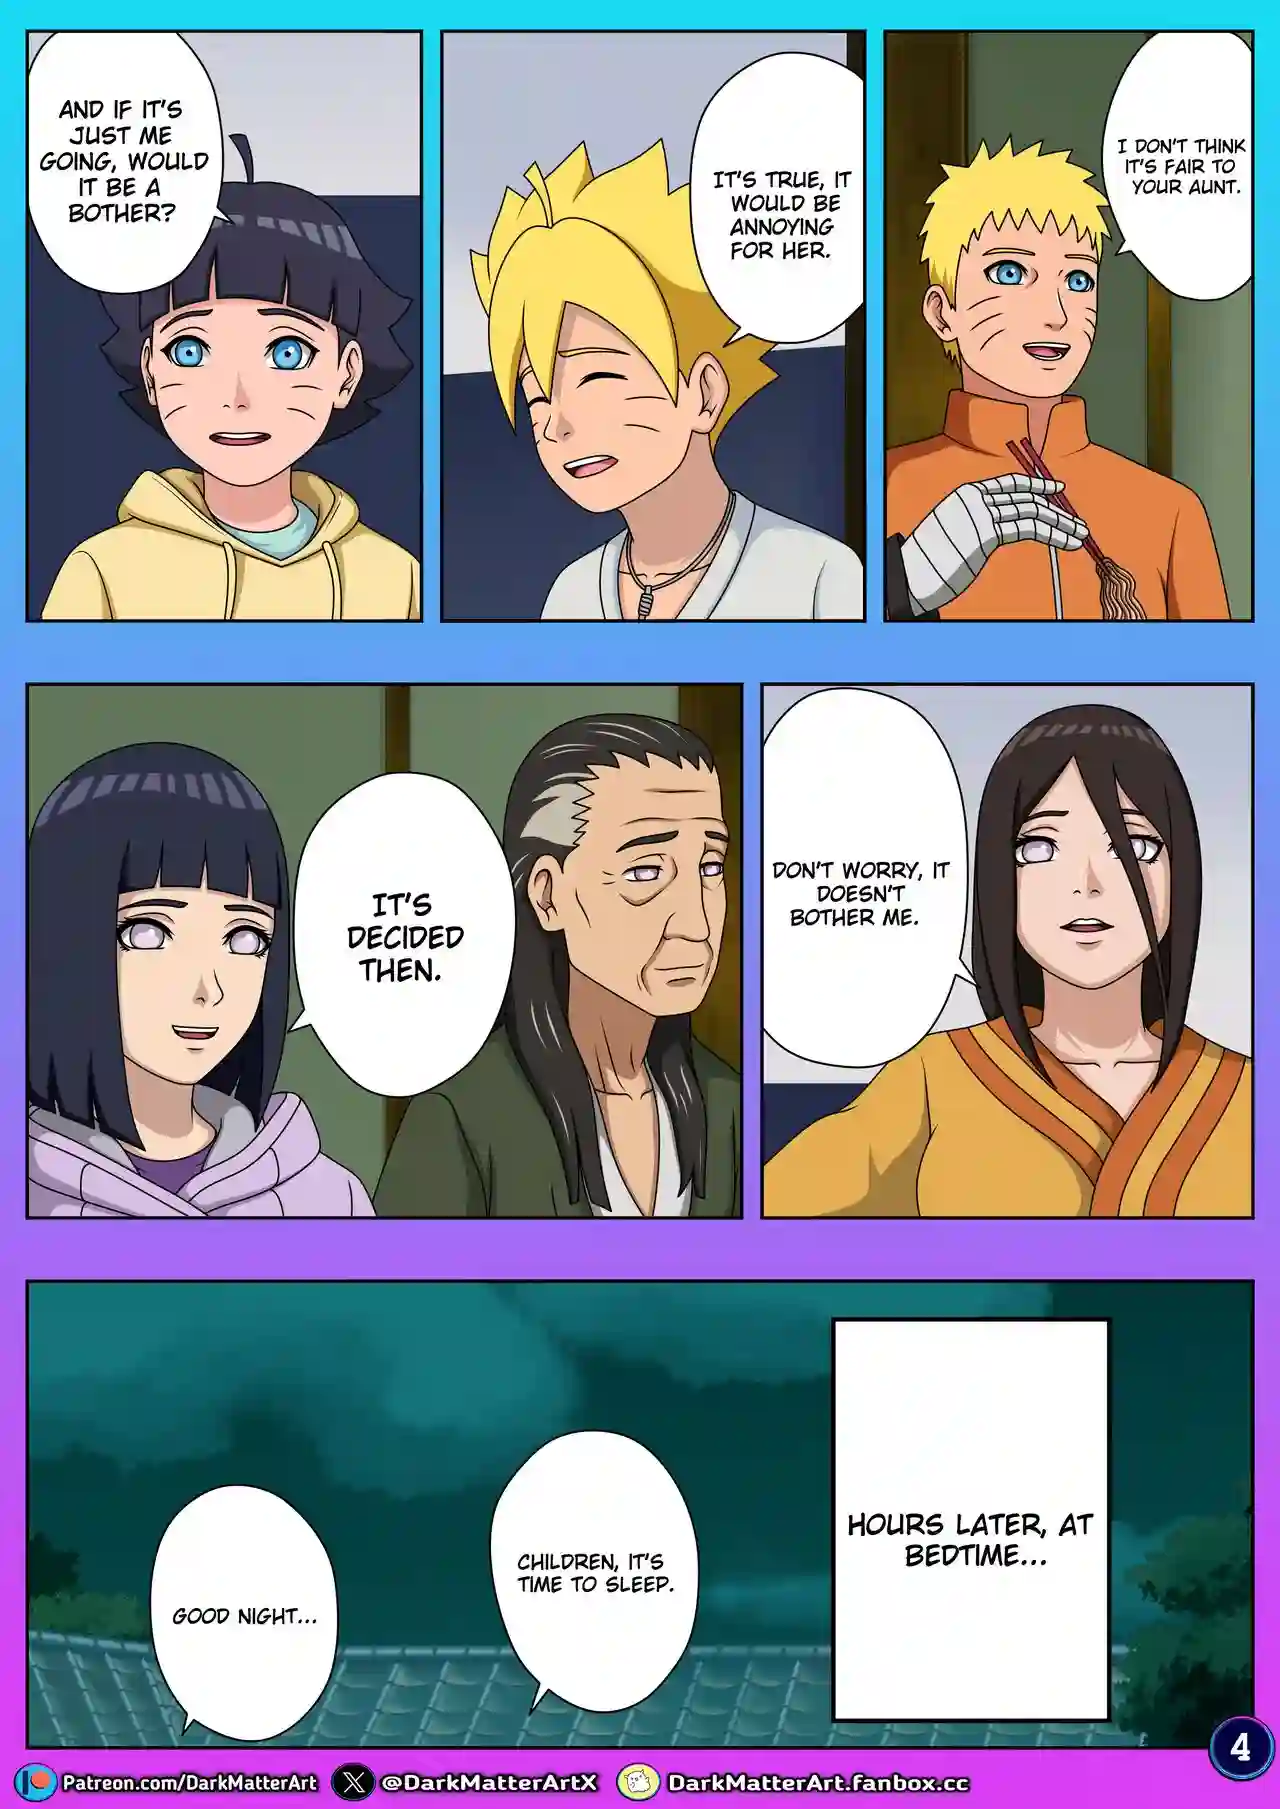 AND IF IT'S
JUST ME
GOING, WOULD
IT BE A
BOTHER?
IT'S TRUE, IT
WOULD BE
ANNOYING
FOR HER.
I DON'T THINK
IT'S FAIR TO
YOUR AUNT.
IT'S
DECIDED
THEN.
DON'T WORRY, IT
DOESN'T
BOTHER ME.
HOURS LATER, AT
BEDTIME...
CHILDREN, IT'S
TIME TO SLEEP.
GOOD NIGHT...
4
Patreon.com/DarkMatterArt
@DarkMatterArtX
DarkMatterArt.fanbox.cc